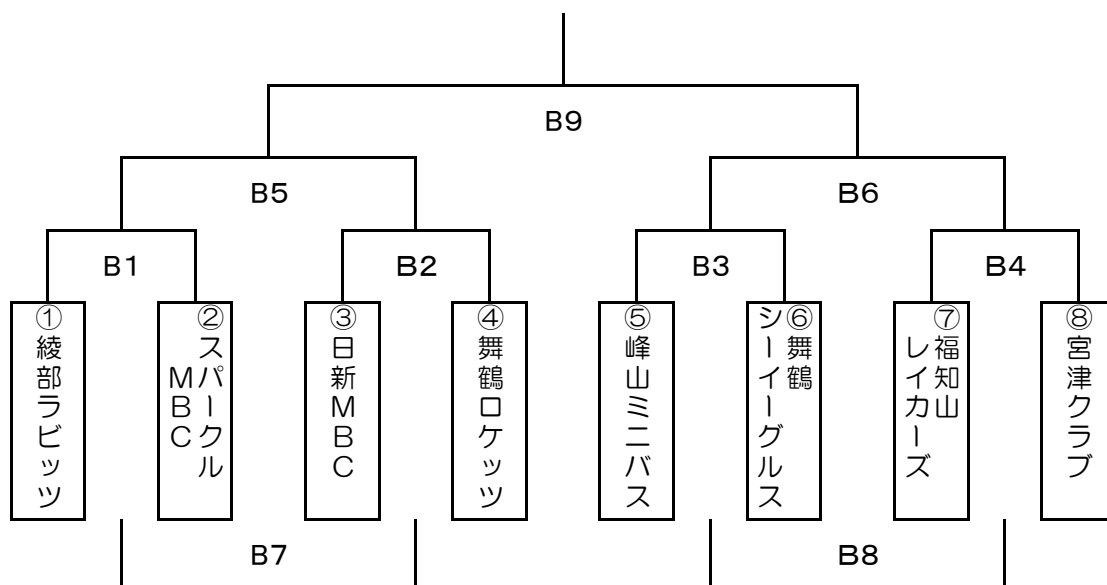 B9
B5
B6
B1
B2
B3
B4
①綾部ラビッツ
②スパークル
MBC
③日新MBC
④舞鶴ロケッツ
⑤峰山ミニバス
⑥舞鶴
シーイーグルス
⑦福知山
レイカーズ
⑧宮津クラブ
B7
B8